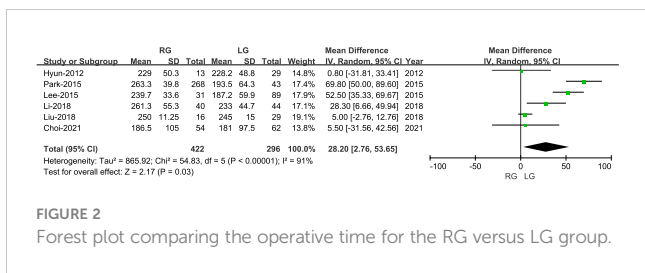 RG LG Mean Difference Mean Difference
Study or Subgroup Mean SD Total Mean SD Total Weight IV, Random, 95% CI Year IV, Random, 95% CI
Hyun-2012 229 50.3 13 228.2 48.8 29 14.8% 0.80 [-31.81, 33.41] 2012
Park-2015 263.3 39.8 268 193.5 64.3 43 17.4% 69.80 [50.00, 89.60] 2015
Lee-2015 239.7 33.6 31 187.2 59.9 89 17.8% 52.50 [35.33, 69.67] 2015
Li-2018 261.3 55.3 40 233 44.7 44 17.0% 28.30 [6.66, 49.94] 2018
Liu-2018 250 11.25 16 245 15 29 19.4% 5.00 [-2.76, 12.76] 2018
Choi-2021 186.5 105 54 181 97.5 62 13.6% 5.50 [-31.56, 42.56] 2021
Total (95% CI) 422 296 100.0% 28.20 [2.76, 53.65]
Heterogeneity: Tau² = 865.92; Chi² = 54.83, df = 5 (P < 0.00001); I² = 91%
Test for overall effect: Z = 2.17 (P = 0.03)
-100 -50 0 50 100
RG LG
FIGURE 2
Forest plot comparing the operative time for the RG versus LG group.